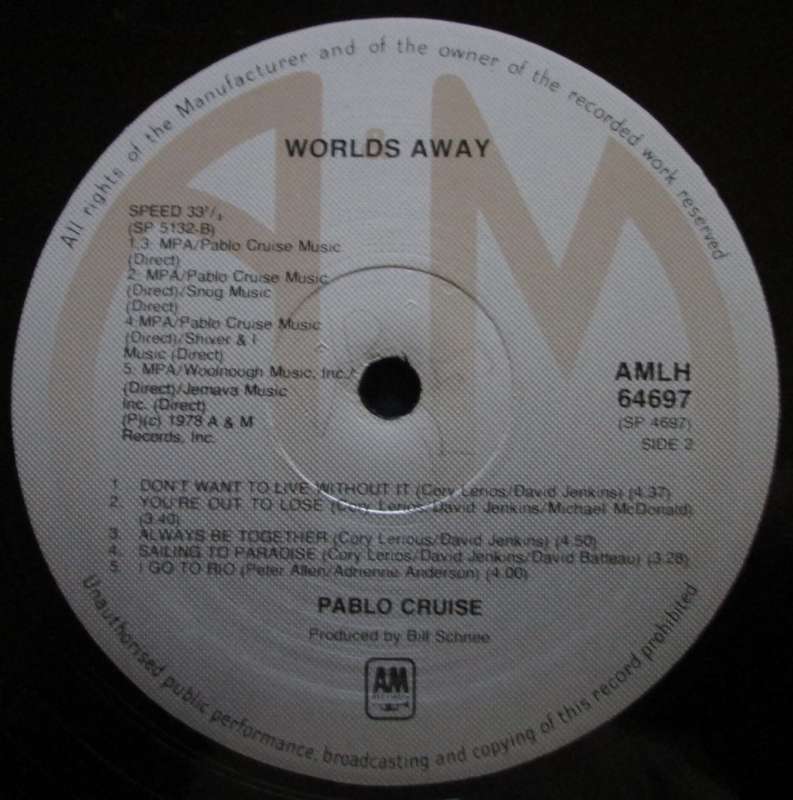 All rights of the Manufacturer and of the owner of the recorded work reserved
WORLDS AWAY
SPEED 33⅓
(SP 5132-B)
1,3: MPA/Pablo Cruise Music
(Direct)
2: MPA/Pablo Cruise Music
(Direct)/Snug Music
(Direct)
4:MPA/Pablo Cruise Music
(Direct)/Shiver & I
Music (Direct)
5: MPA/Woolnough Music, Inc.
(Direct)/Jemava Music
Inc. (Direct)
(P)(c) 1978 A & M
Records, Inc.
AMLH
64697
(SP 4697)
SIDE 2
1. DON'T WANT TO LIVE WITHOUT IT (Cory Lerios/David Jenkins) (4.37)
2. YOU'RE OUT TO LOSE (Cory Lerios/David Jenkins/Michael McDonald)
(3.40)
3. ALWAYS BE TOGETHER (Cory Lerious/David Jenkins) (4.50)
4. SAILING TO PARADISE (Cory Lerios/David Jenkins/David Batteau) (3.28)
5. I GO TO RIO (Peter Allen/Adrienne Anderson) (4.00)
PABLO CRUISE
Produced by Bill Schnee
AM
RECORDS
Unauthorised public performance, broadcasting and copying of this record prohibited